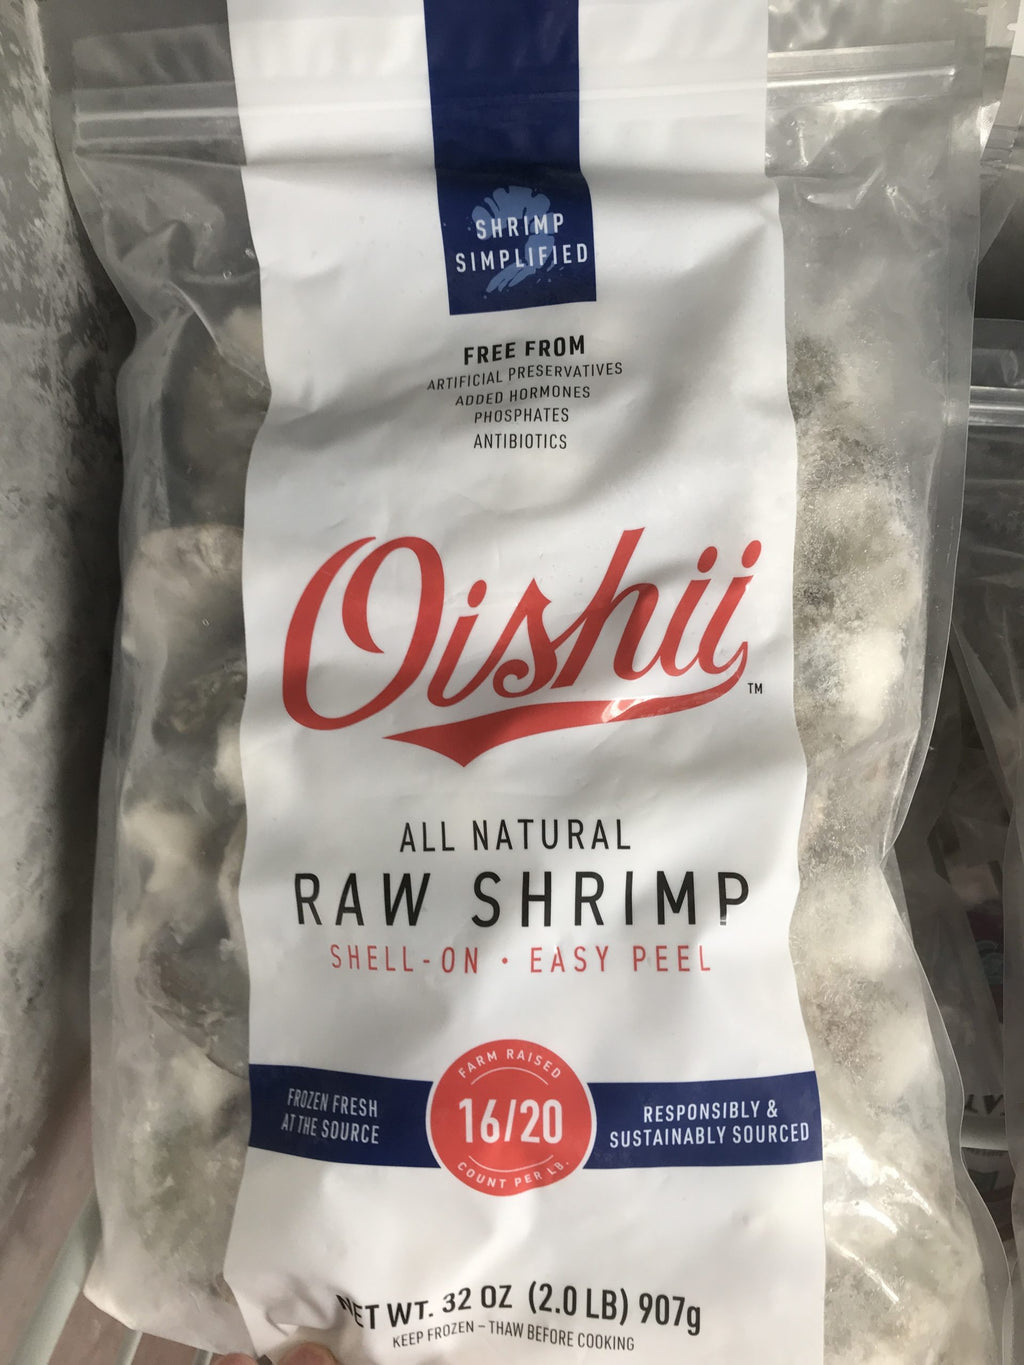 SHRIMP
SIMPLIFIED
FREE FROM
ARTIFICIAL PRESERVATIVES
ADDED HORMONES
PHOSPHATES
ANTIBIOTICS
Oishii™
ALL NATURAL
RAW SHRIMP
SHELL-ON • EASY PEEL
FROZEN FRESH
AT THE SOURCE
FARM RAISED
16/20
COUNT PER LB.
RESPONSIBLY &
SUSTAINABLY SOURCED
NET WT. 32 OZ (2.0 LB) 907g
KEEP FROZEN – THAW BEFORE COOKING